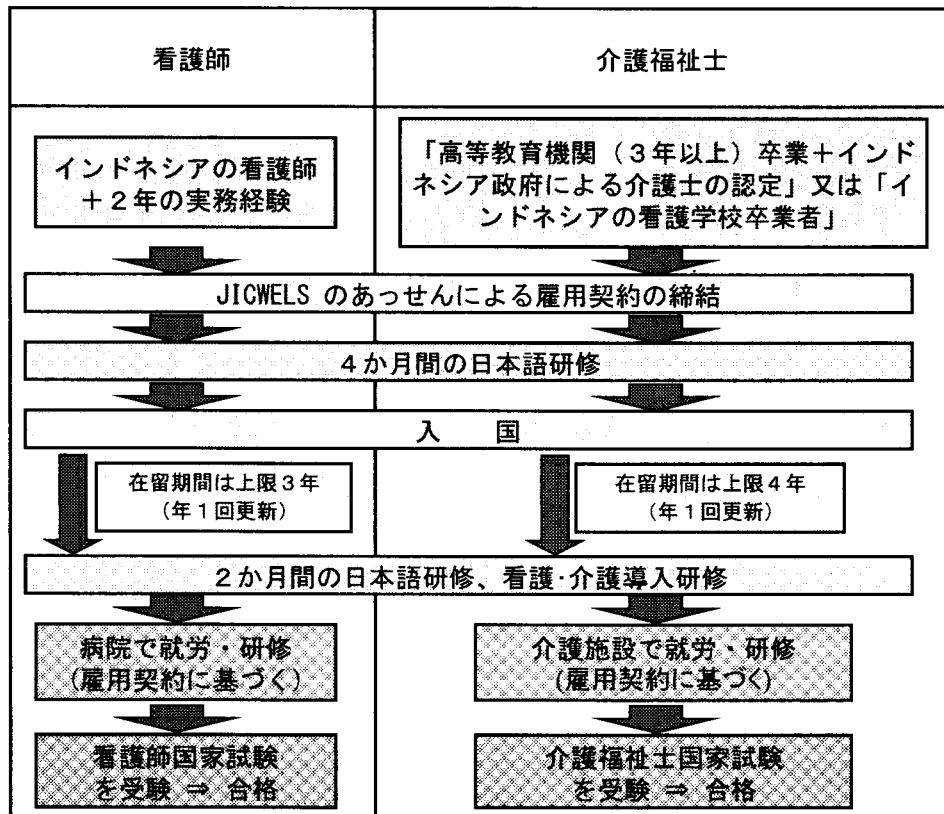 看護師
介護福祉士
インドネシアの看護師
＋２年の実務経験
「高等教育機関（３年以上）卒業＋インド
ネシア政府による介護士の認定」又は「イ
ンドネシアの看護学校卒業者」
JICWELS のあっせんによる雇用契約の締結
４か月間の日本語研修
入　国
在留期間は上限３年
（年１回更新）
在留期間は上限４年
（年１回更新）
２か月間の日本語研修、看護・介護導入研修
病院で就労・研修
(雇用契約に基づく)
介護施設で就労・研修
(雇用契約に基づく)
看護師国家試験
を受験 ⇒ 合格
介護福祉士国家試験
を受験 ⇒ 合格